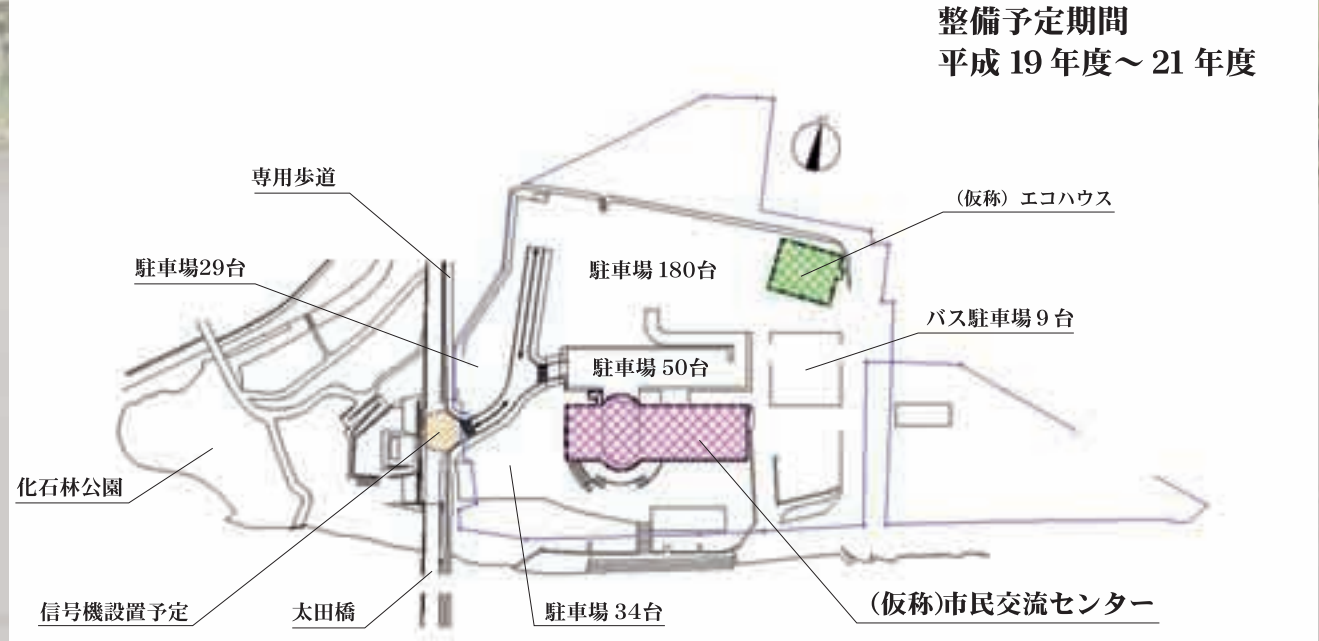 整備予定期間
平成 19 年度～ 21 年度
専用歩道
(仮称) エコハウス
駐車場29台
駐車場 180台
バス駐車場 9 台
駐車場 50台
化石林公園
信号機設置予定
太田橋
駐車場 34台
(仮称)市民交流センター